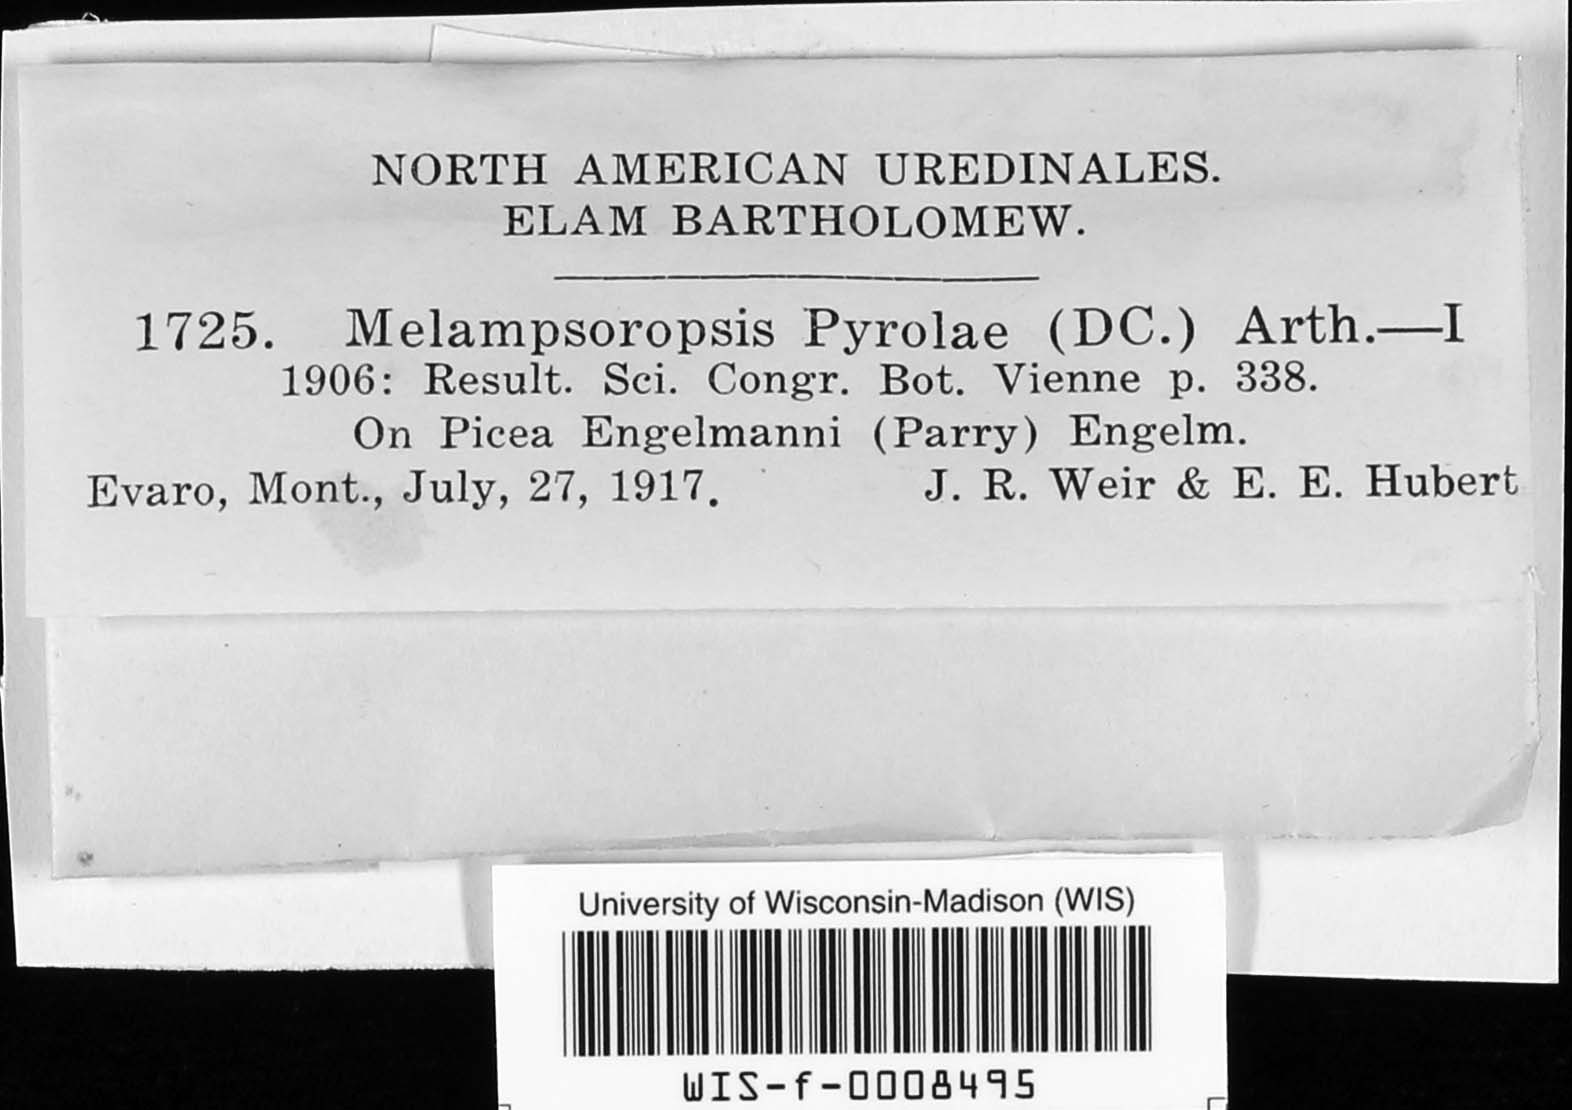 NORTH AMERICAN UREDINALES.
ELAM BARTHOLOMEW.
1725. Melampsoropsis Pyrolae (DC.) Arth.—I
1906: Result. Sci. Congr. Bot. Vienne p. 338.
On Picea Engelmanni (Parry) Engelm.
Evaro, Mont., July, 27, 1917. J. R. Weir & E. E. Hubert
University of Wisconsin-Madison (WIS)
WIS-f-0008495